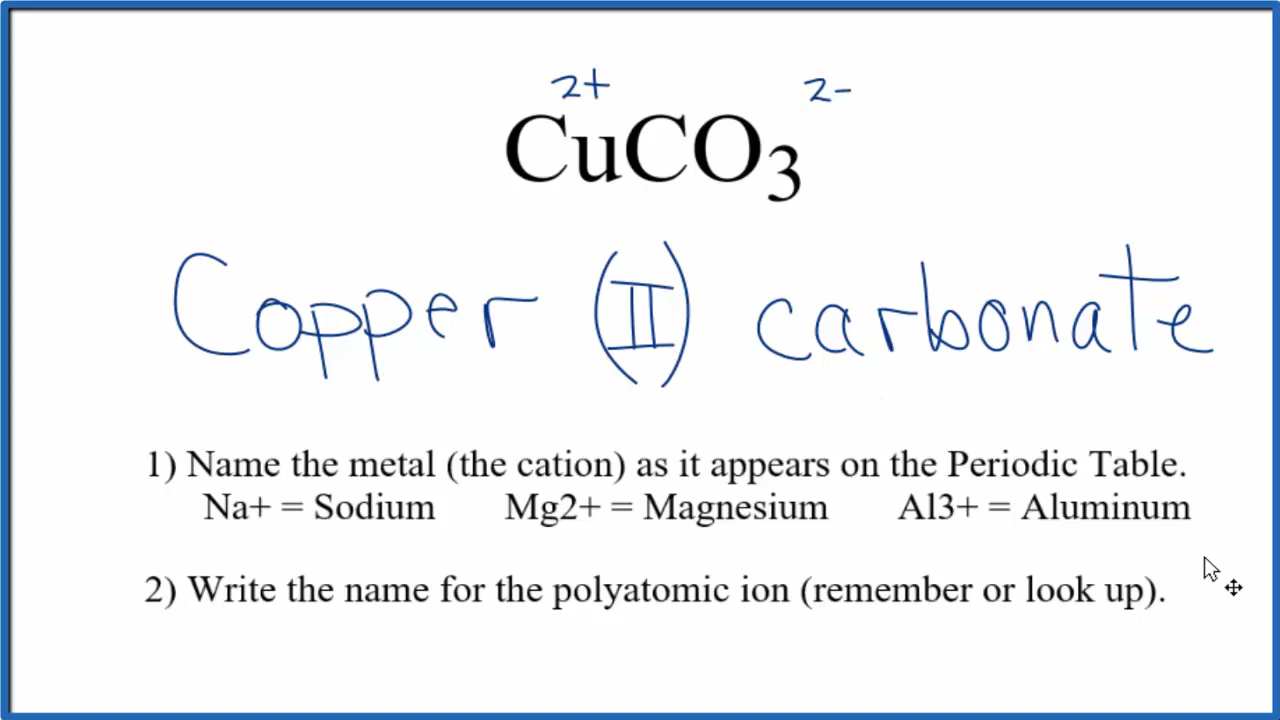 2+ 2-
CuCO₃
Copper (II) carbonate
1) Name the metal (the cation) as it appears on the Periodic Table.
Na+ = Sodium Mg2+ = Magnesium Al3+ = Aluminum
2) Write the name for the polyatomic ion (remember or look up).